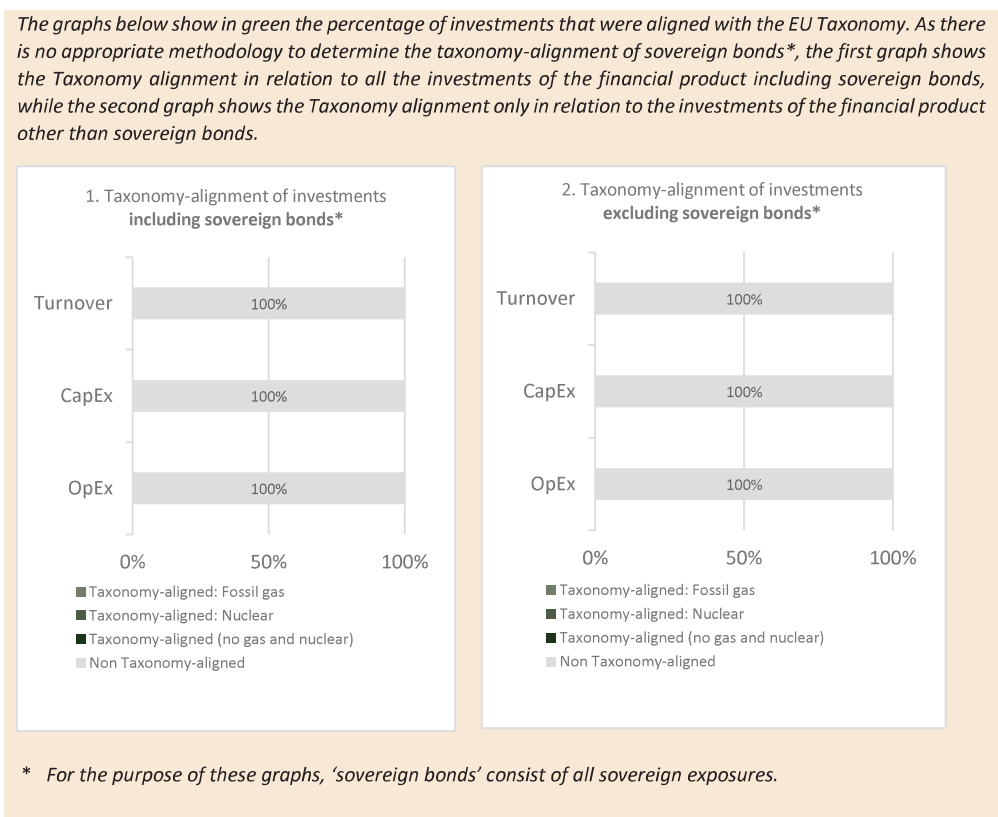 The graphs below show in green the percentage of investments that were aligned with the EU Taxonomy. As there
is no appropriate methodology to determine the taxonomy-alignment of sovereign bonds*, the first graph shows
the Taxonomy alignment in relation to all the investments of the financial product including sovereign bonds,
while the second graph shows the Taxonomy alignment only in relation to the investments of the financial product
other than sovereign bonds.
1. Taxonomy-alignment of investments
including sovereign bonds*
Turnover
100%
CapEx
100%
OpEx
100%
0% 50% 100%
Taxonomy-aligned: Fossil gas
Taxonomy-aligned: Nuclear
Taxonomy-aligned (no gas and nuclear)
Non Taxonomy-aligned
2. Taxonomy-alignment of investments
excluding sovereign bonds*
Turnover
100%
CapEx
100%
OpEx
100%
0% 50% 100%
Taxonomy-aligned: Fossil gas
Taxonomy-aligned: Nuclear
Taxonomy-aligned (no gas and nuclear)
Non Taxonomy-aligned
* For the purpose of these graphs, ‘sovereign bonds’ consist of all sovereign exposures.